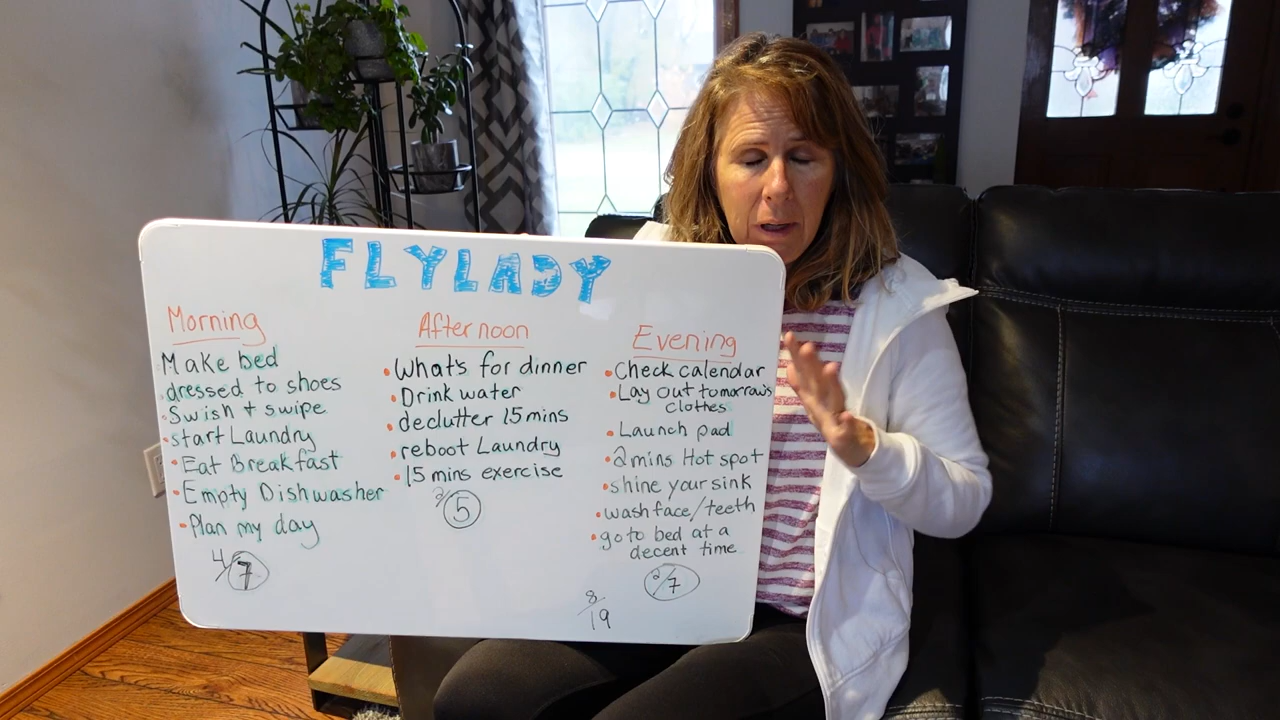 FLYLADY
Morning
Make bed
dressed to shoes
Swish + swipe
start Laundry
Eat Breakfast
Empty Dishwasher
Plan my day
4/7
Afternoon
What's for dinner
Drink water
declutter 15 mins
reboot Laundry
15 mins exercise
2/5
Evening
Check calendar
Lay out tomorrow's
clothes
Launch pad
2 mins Hot spot
shine your sink
wash face/teeth
go to bed at a
decent time
2/7
8/19